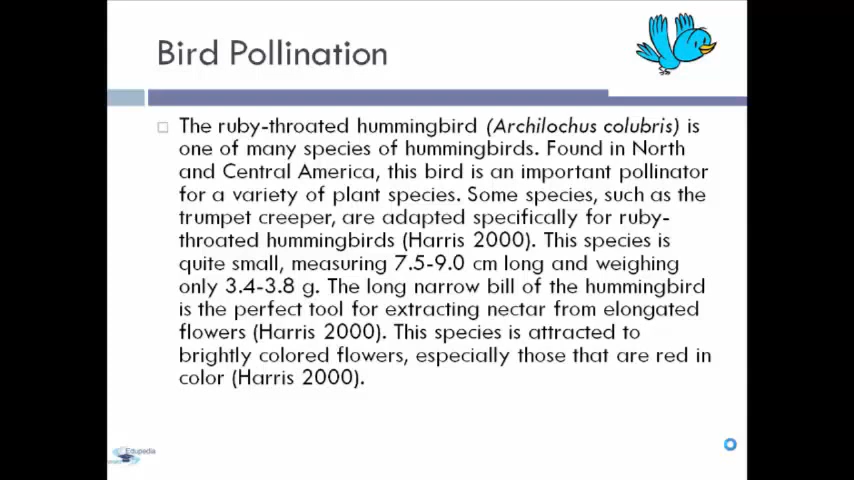 Bird Pollination
The ruby-throated hummingbird (Archilochus colubris) is
one of many species of hummingbirds. Found in North
and Central America, this bird is an important pollinator
for a variety of plant species. Some species, such as the
trumpet creeper, are adapted specifically for ruby-
throated hummingbirds (Harris 2000). This species is
quite small, measuring 7.5-9.0 cm long and weighing
only 3.4-3.8 g. The long narrow bill of the hummingbird
is the perfect tool for extracting nectar from elongated
flowers (Harris 2000). This species is attracted to
brightly colored flowers, especially those that are red in
color (Harris 2000).
Edupedia